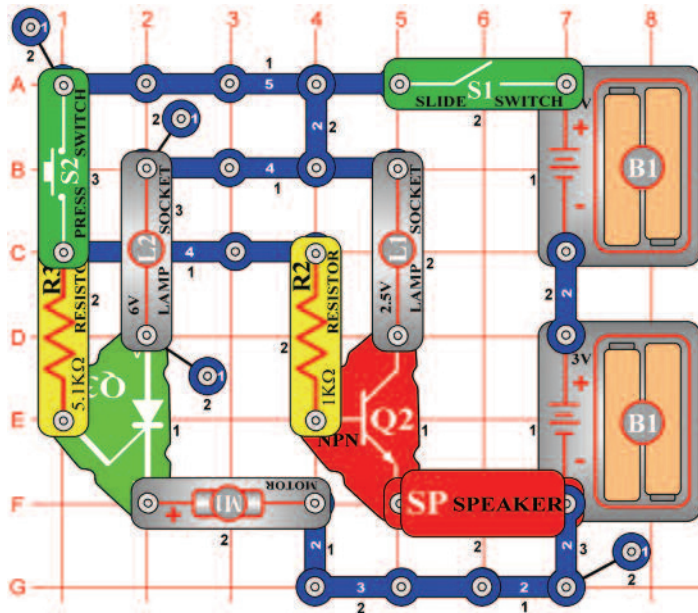 1 2 3 4 5 6 7 8
A
B
C
D
E
F
G
1
2
1
5
S1
SLIDE SWITCH
2
V
+
-
1
B1
S2
PRESS SWITCH
3
2
1
2
2
4
1
L2
6V
LAMP SOCKET
3
L1
2.5V
LAMP SOCKET
2
4
1
R3
RESISTOR
5.1KΩ
2
R2
RESISTOR
1KΩ
2
2
2
3V
+
-
1
B1
Q3
1
1
2
NPN
Q2
1
M1
MOTOR
+
2
SP SPEAKER
2
2
1
3
2
2
1
2
3
1
2